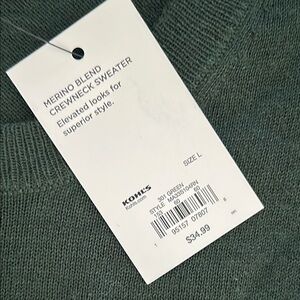 MERINO BLEND
CREWNECK SWEATER
Elevated looks for
superior style.
SIZE L
KOHL'S
Kohls.com
301 GREEN
$34.99